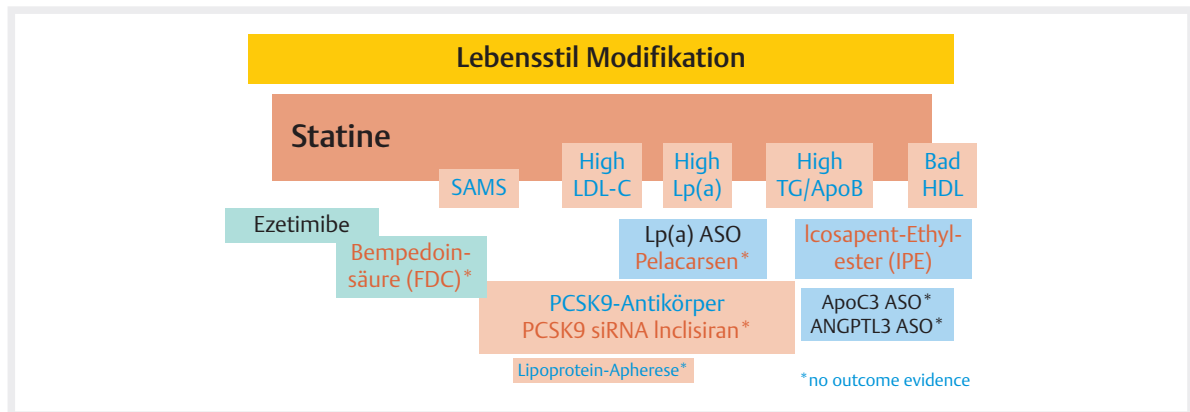 Lebensstil Modifikation
Statine
SAMS
High
LDL-C
High
Lp(a)
High
TG/ApoB
Bad
HDL
Ezetimibe
Bempedoin-
säure (FDC)*
Lp(a) ASO
Pelacarsen*
Icosapent-Ethyl-
ester (IPE)
PCSK9-Antikörper
PCSK9 siRNA Inclisiran*
ApoC3 ASO*
ANGPTL3 ASO*
Lipoprotein-Apherese*
*no outcome evidence